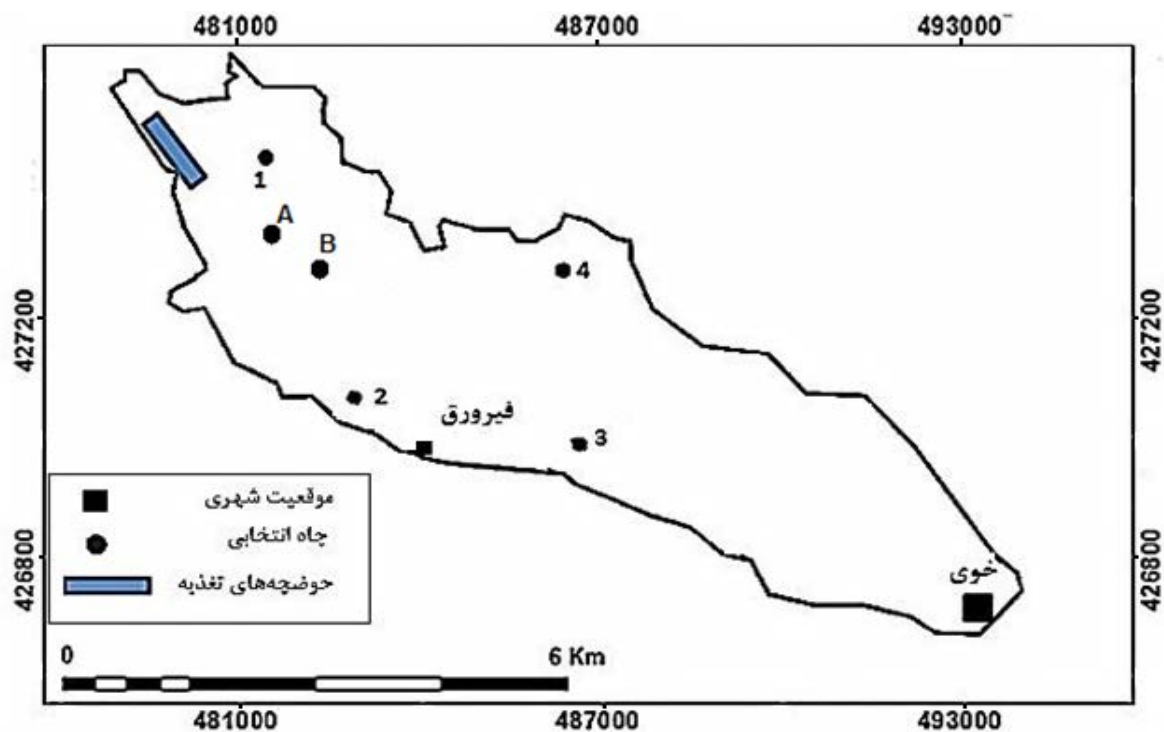 481000 487000 493000
1
A
B
4
427200 427200
2
فیرورق
3
موقعیت شهری
چاه انتخابی
حوضچه‌های تغذیه
426800 426800
خوی
0 6 Km
481000 487000 493000